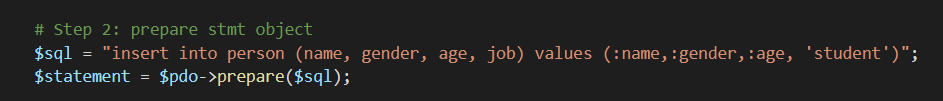 # Step 2: prepare stmt object
$sql = "insert into person (name, gender, age, job) values (:name,:gender,:age, 'student')";
$statement = $pdo->prepare($sql);